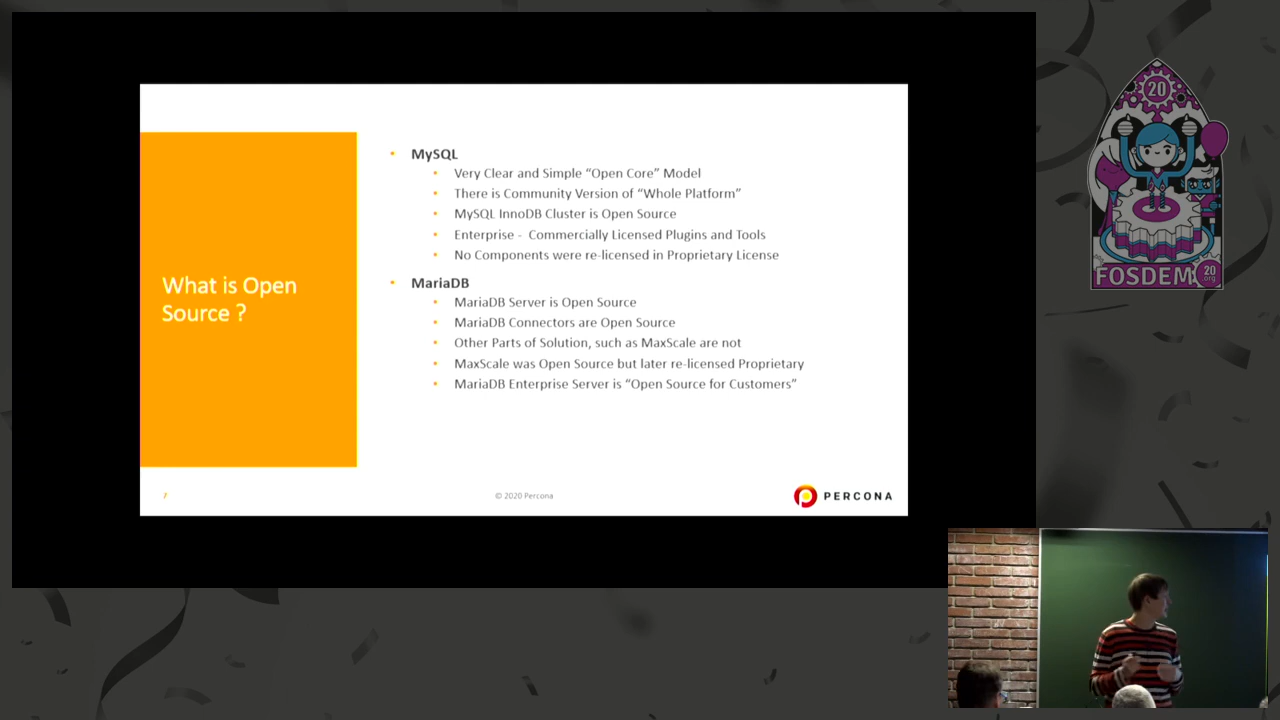 What is Open
Source ?
• MySQL
• Very Clear and Simple “Open Core” Model
• There is Community Version of “Whole Platform”
• MySQL InnoDB Cluster is Open Source
• Enterprise - Commercially Licensed Plugins and Tools
• No Components were re-licensed in Proprietary License
• MariaDB
• MariaDB Server is Open Source
• MariaDB Connectors are Open Source
• Other Parts of Solution, such as MaxScale are not
• MaxScale was Open Source but later re-licensed Proprietary
• MariaDB Enterprise Server is “Open Source for Customers”
7
© 2020 Percona
PERCONA
20
FOSDEM
20
.org